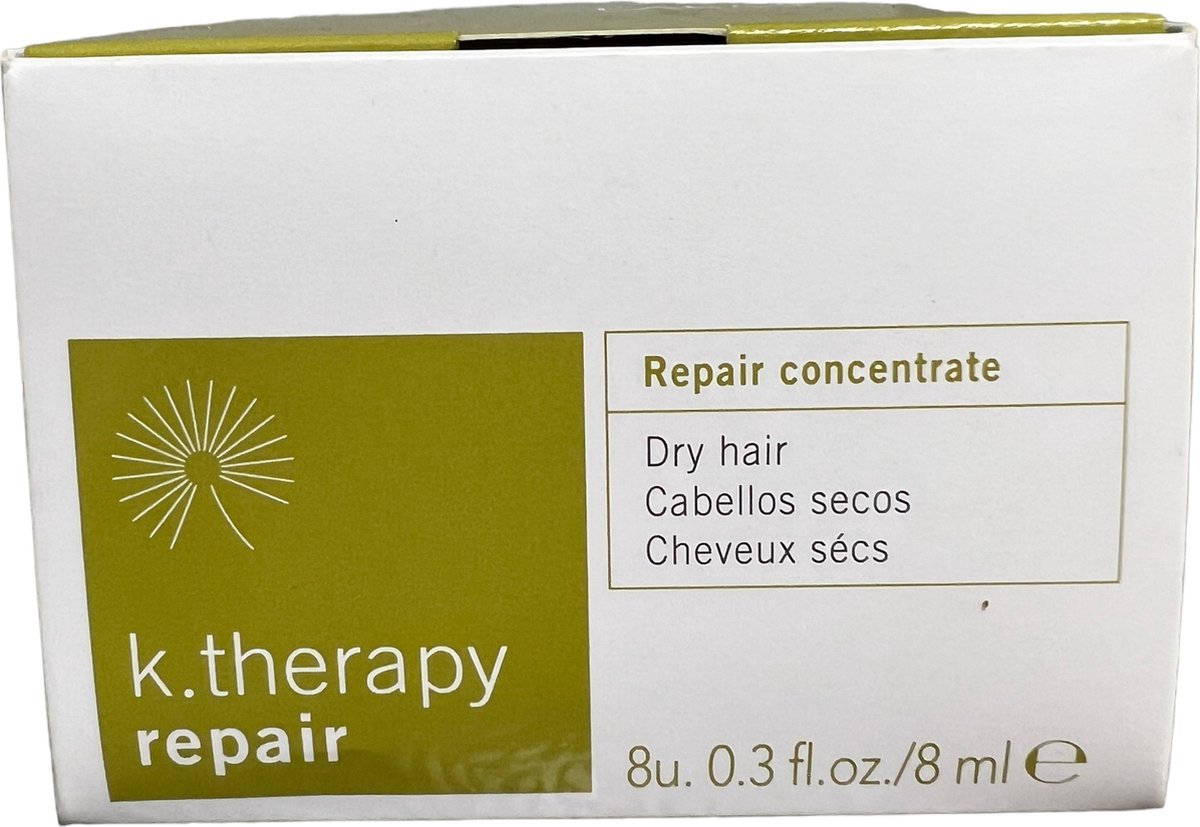 k.therapy
repair
Repair concentrate
Dry hair
Cabellos secos
Cheveux sécs
8u. 0.3 fl.oz./8 ml ℮